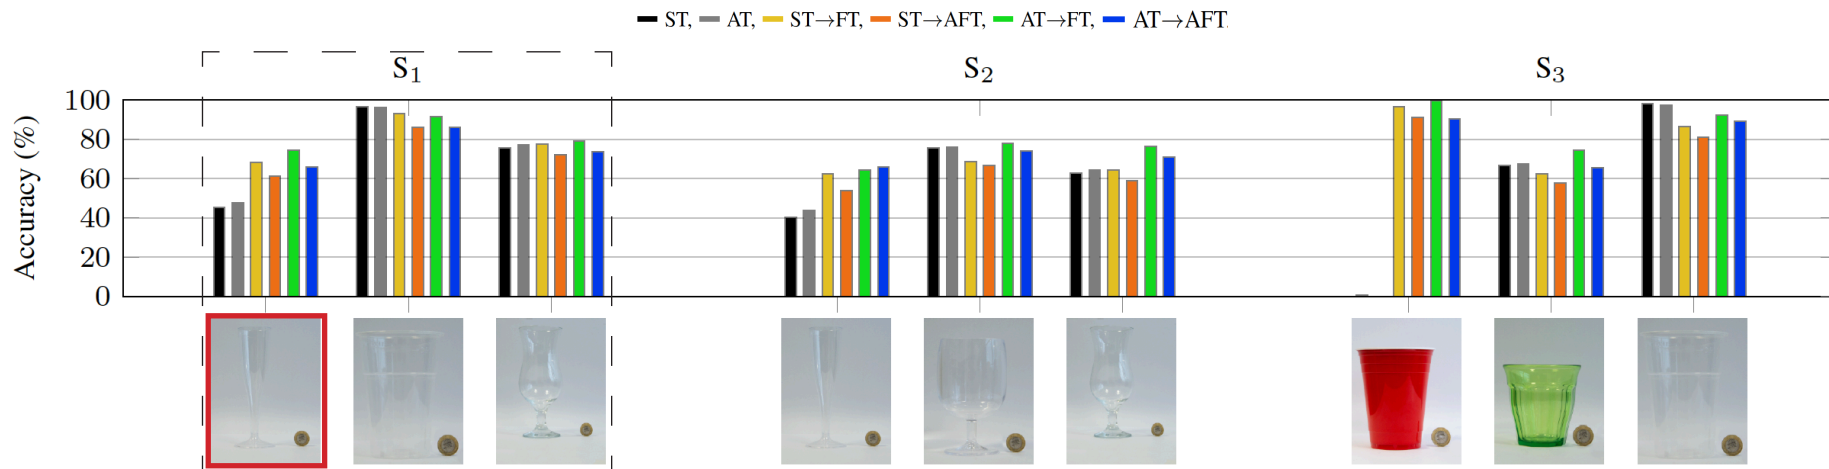 ST, AT, ST→FT, ST→AFT, AT→FT, AT→AFT.
S1 S2 S3
Accuracy (%)
100
80
60
40
20
0